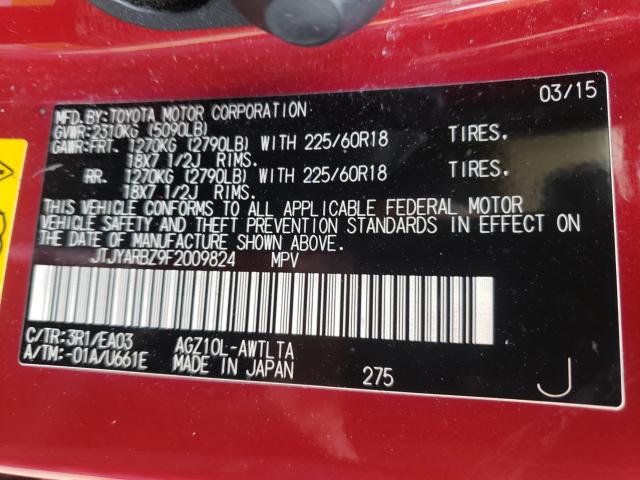 MFD. BY: TOYOTA MOTOR CORPORATION 03/15
GVWR: 2310KG (5090LB)
GAWR: FRT. 1270KG (2790LB) WITH 225/60R18 TIRES,
18X7 1/2J RIMS.
RR. 1270KG (2790LB) WITH 225/60R18 TIRES,
18X7 1/2J RIMS.
THIS VEHICLE CONFORMS TO ALL APPLICABLE FEDERAL MOTOR
VEHICLE SAFETY AND THEFT PREVENTION STANDARDS IN EFFECT ON
THE DATE OF MANUFACTURE SHOWN ABOVE.
JTJYARBZ9F2009824 MPV
C/TR: 3R1/EA03 AGZ10L-AWTLTA
A/TM: -01A/U661E MADE IN JAPAN 275 J